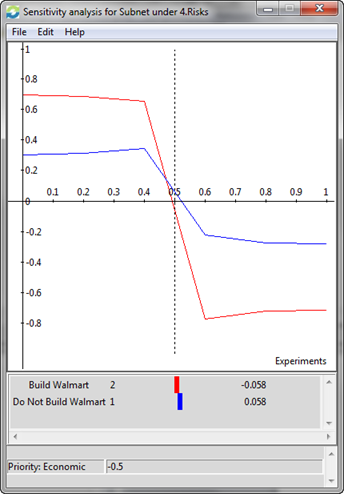 Sensitivity analysis for Subnet under 4.Risks
File Edit Help
1
0.8
0.6
0.4
0.2
0.1 0.2 0.3 0.4 0.5 0.6 0.7 0.8 0.9 1
0
-0.2
-0.4
-0.6
-0.8
Experiments
Build Walmart 2 -0.058
Do Not Build Walmart 1 0.058
Priority: Economic -0.5